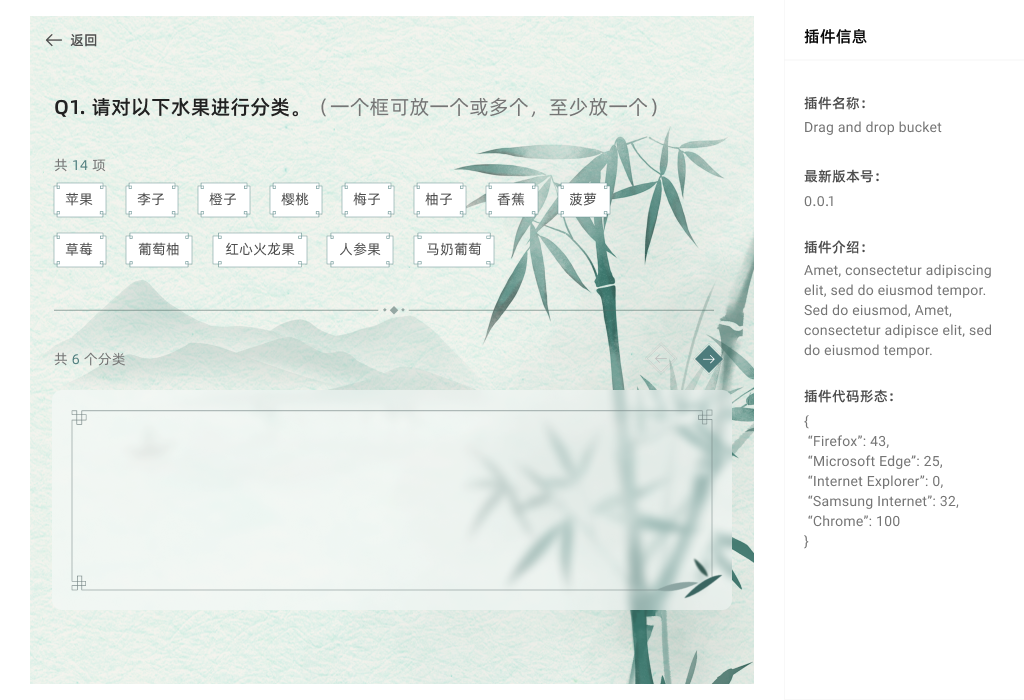 返回
Q1. 请对以下水果进行分类。（一个框可放一个或多个，至少放一个）
共 14 项
苹果 李子 橙子 樱桃 梅子 柚子 香蕉 菠萝
草莓 葡萄柚 红心火龙果 人参果 马奶葡萄
共 6 个分类
插件信息
插件名称：
Drag and drop bucket
最新版本号：
0.0.1
插件介绍：
Amet, consectetur adipiscing
elit, sed do eiusmod tempor.
Sed do eiusmod, Amet,
consectetur adipisce elit, sed
do eiusmod tempor.
插件代码形态：
{
“Firefox”: 43,
“Microsoft Edge”: 25,
“Internet Explorer”: 0,
“Samsung Internet”: 32,
“Chrome”: 100
}